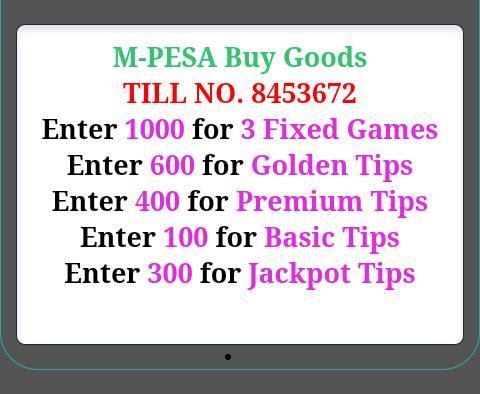 M-PESA Buy Goods
TILL NO. 8453672
Enter 1000 for 3 Fixed Games
Enter 600 for Golden Tips
Enter 400 for Premium Tips
Enter 100 for Basic Tips
Enter 300 for Jackpot Tips